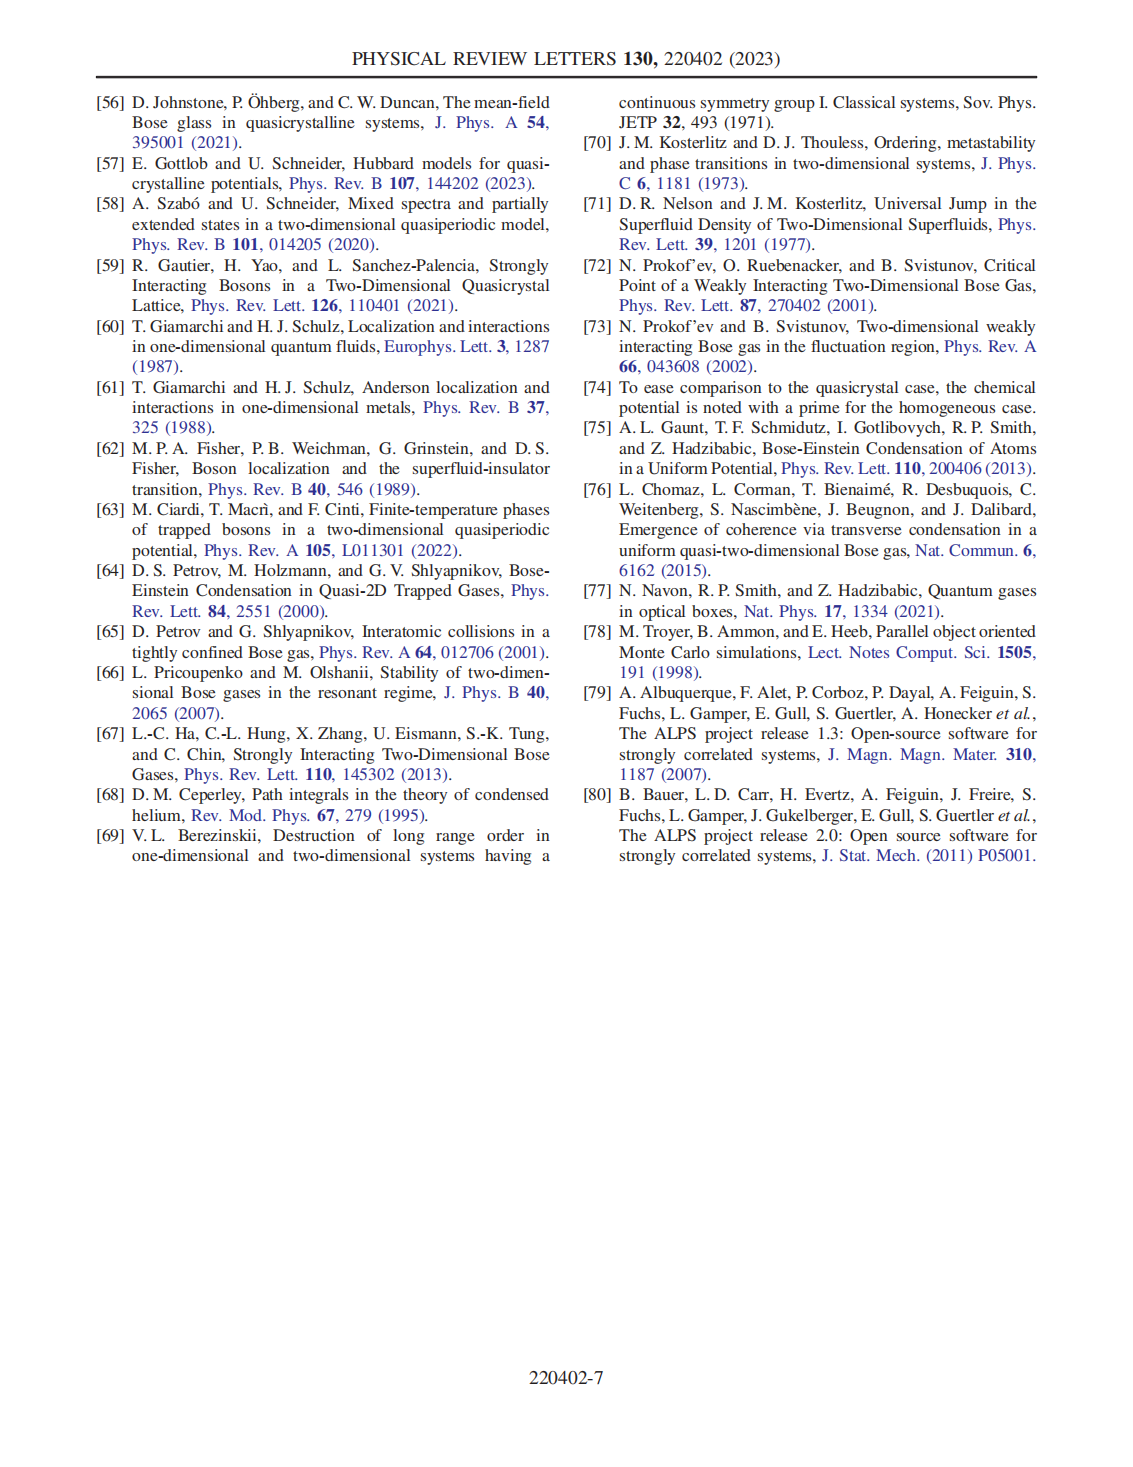 PHYSICAL REVIEW LETTERS 130, 220402 (2023)
[56] D. Johnstone, P. Öhberg, and C. W. Duncan, The mean-field
Bose glass in quasicrystalline systems, J. Phys. A 54,
395001 (2021).
[57] E. Gottlob and U. Schneider, Hubbard models for quasi-
crystalline potentials, Phys. Rev. B 107, 144202 (2023).
[58] A. Szabó and U. Schneider, Mixed spectra and partially
extended states in a two-dimensional quasiperiodic model,
Phys. Rev. B 101, 014205 (2020).
[59] R. Gautier, H. Yao, and L. Sanchez-Palencia, Strongly
Interacting Bosons in a Two-Dimensional Quasicrystal
Lattice, Phys. Rev. Lett. 126, 110401 (2021).
[60] T. Giamarchi and H. J. Schulz, Localization and interactions
in one-dimensional quantum fluids, Europhys. Lett. 3, 1287
(1987).
[61] T. Giamarchi and H. J. Schulz, Anderson localization and
interactions in one-dimensional metals, Phys. Rev. B 37,
325 (1988).
[62] M. P. A. Fisher, P. B. Weichman, G. Grinstein, and D. S.
Fisher, Boson localization and the superfluid-insulator
transition, Phys. Rev. B 40, 546 (1989).
[63] M. Ciardi, T. Macrì, and F. Cinti, Finite-temperature phases
of trapped bosons in a two-dimensional quasiperiodic
potential, Phys. Rev. A 105, L011301 (2022).
[64] D. S. Petrov, M. Holzmann, and G. V. Shlyapnikov, Bose-
Einstein Condensation in Quasi-2D Trapped Gases, Phys.
Rev. Lett. 84, 2551 (2000).
[65] D. Petrov and G. Shlyapnikov, Interatomic collisions in a
tightly confined Bose gas, Phys. Rev. A 64, 012706 (2001).
[66] L. Pricoupenko and M. Olshanii, Stability of two-dimen-
sional Bose gases in the resonant regime, J. Phys. B 40,
2065 (2007).
[67] L.-C. Ha, C.-L. Hung, X. Zhang, U. Eismann, S.-K. Tung,
and C. Chin, Strongly Interacting Two-Dimensional Bose
Gases, Phys. Rev. Lett. 110, 145302 (2013).
[68] D. M. Ceperley, Path integrals in the theory of condensed
helium, Rev. Mod. Phys. 67, 279 (1995).
[69] V. L. Berezinskii, Destruction of long range order in
one-dimensional and two-dimensional systems having a
continuous symmetry group I. Classical systems, Sov. Phys.
JETP 32, 493 (1971).
[70] J. M. Kosterlitz and D. J. Thouless, Ordering, metastability
and phase transitions in two-dimensional systems, J. Phys.
C 6, 1181 (1973).
[71] D. R. Nelson and J. M. Kosterlitz, Universal Jump in the
Superfluid Density of Two-Dimensional Superfluids, Phys.
Rev. Lett. 39, 1201 (1977).
[72] N. Prokof'ev, O. Ruebenacker, and B. Svistunov, Critical
Point of a Weakly Interacting Two-Dimensional Bose Gas,
Phys. Rev. Lett. 87, 270402 (2001).
[73] N. Prokof'ev and B. Svistunov, Two-dimensional weakly
interacting Bose gas in the fluctuation region, Phys. Rev. A
66, 043608 (2002).
[74] To ease comparison to the quasicrystal case, the chemical
potential is noted with a prime for the homogeneous case.
[75] A. L. Gaunt, T. F. Schmidutz, I. Gotlibovych, R. P. Smith,
and Z. Hadzibabic, Bose-Einstein Condensation of Atoms
in a Uniform Potential, Phys. Rev. Lett. 110, 200406 (2013).
[76] L. Chomaz, L. Corman, T. Bienaimé, R. Desbuquois, C.
Weitenberg, S. Nascimbène, J. Beugnon, and J. Dalibard,
Emergence of coherence via transverse condensation in a
uniform quasi-two-dimensional Bose gas, Nat. Commun. 6,
6162 (2015).
[77] N. Navon, R. P. Smith, and Z. Hadzibabic, Quantum gases
in optical boxes, Nat. Phys. 17, 1334 (2021).
[78] M. Troyer, B. Ammon, and E. Heeb, Parallel object oriented
Monte Carlo simulations, Lect. Notes Comput. Sci. 1505,
191 (1998).
[79] A. Albuquerque, F. Alet, P. Corboz, P. Dayal, A. Feiguin, S.
Fuchs, L. Gamper, E. Gull, S. Guertler, A. Honecker et al.,
The ALPS project release 1.3: Open-source software for
strongly correlated systems, J. Magn. Magn. Mater. 310,
1187 (2007).
[80] B. Bauer, L. D. Carr, H. Evertz, A. Feiguin, J. Freire, S.
Fuchs, L. Gamper, J. Gukelberger, E. Gull, S. Guertler et al.,
The ALPS project release 2.0: Open source software for
strongly correlated systems, J. Stat. Mech. (2011) P05001.
220402-7